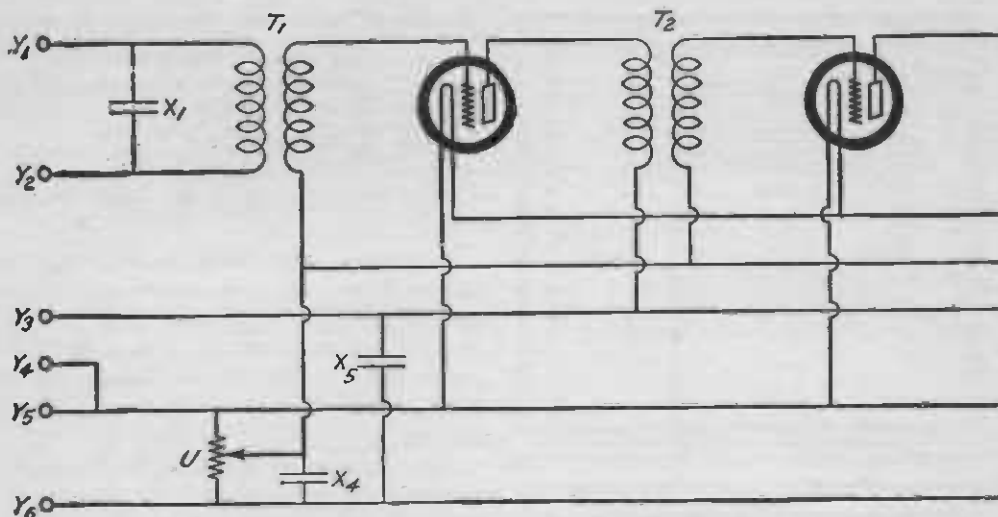 T₁
T₂
Y₁
X₁
Y₂
Y₃
X₅
Y₄
Y₅
U
X₄
Y₆